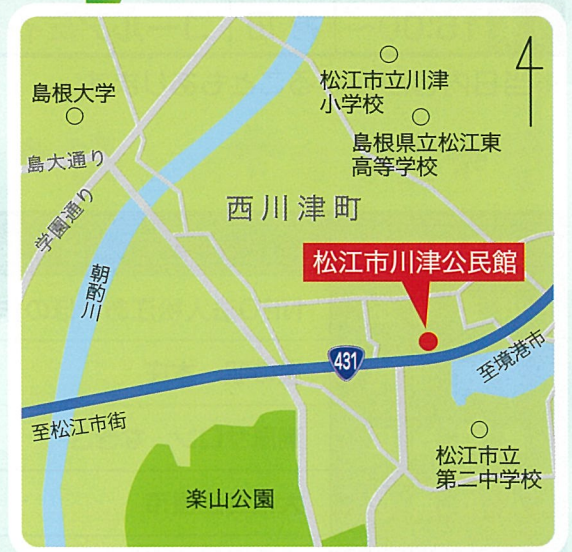 松江市立川津
小学校
島根大学
島根県立松江東
高等学校
島大通り
学園通り
西川津町
松江市川津公民館
朝酌川
431
至境港市
至松江市街
松江市立
第二中学校
楽山公園